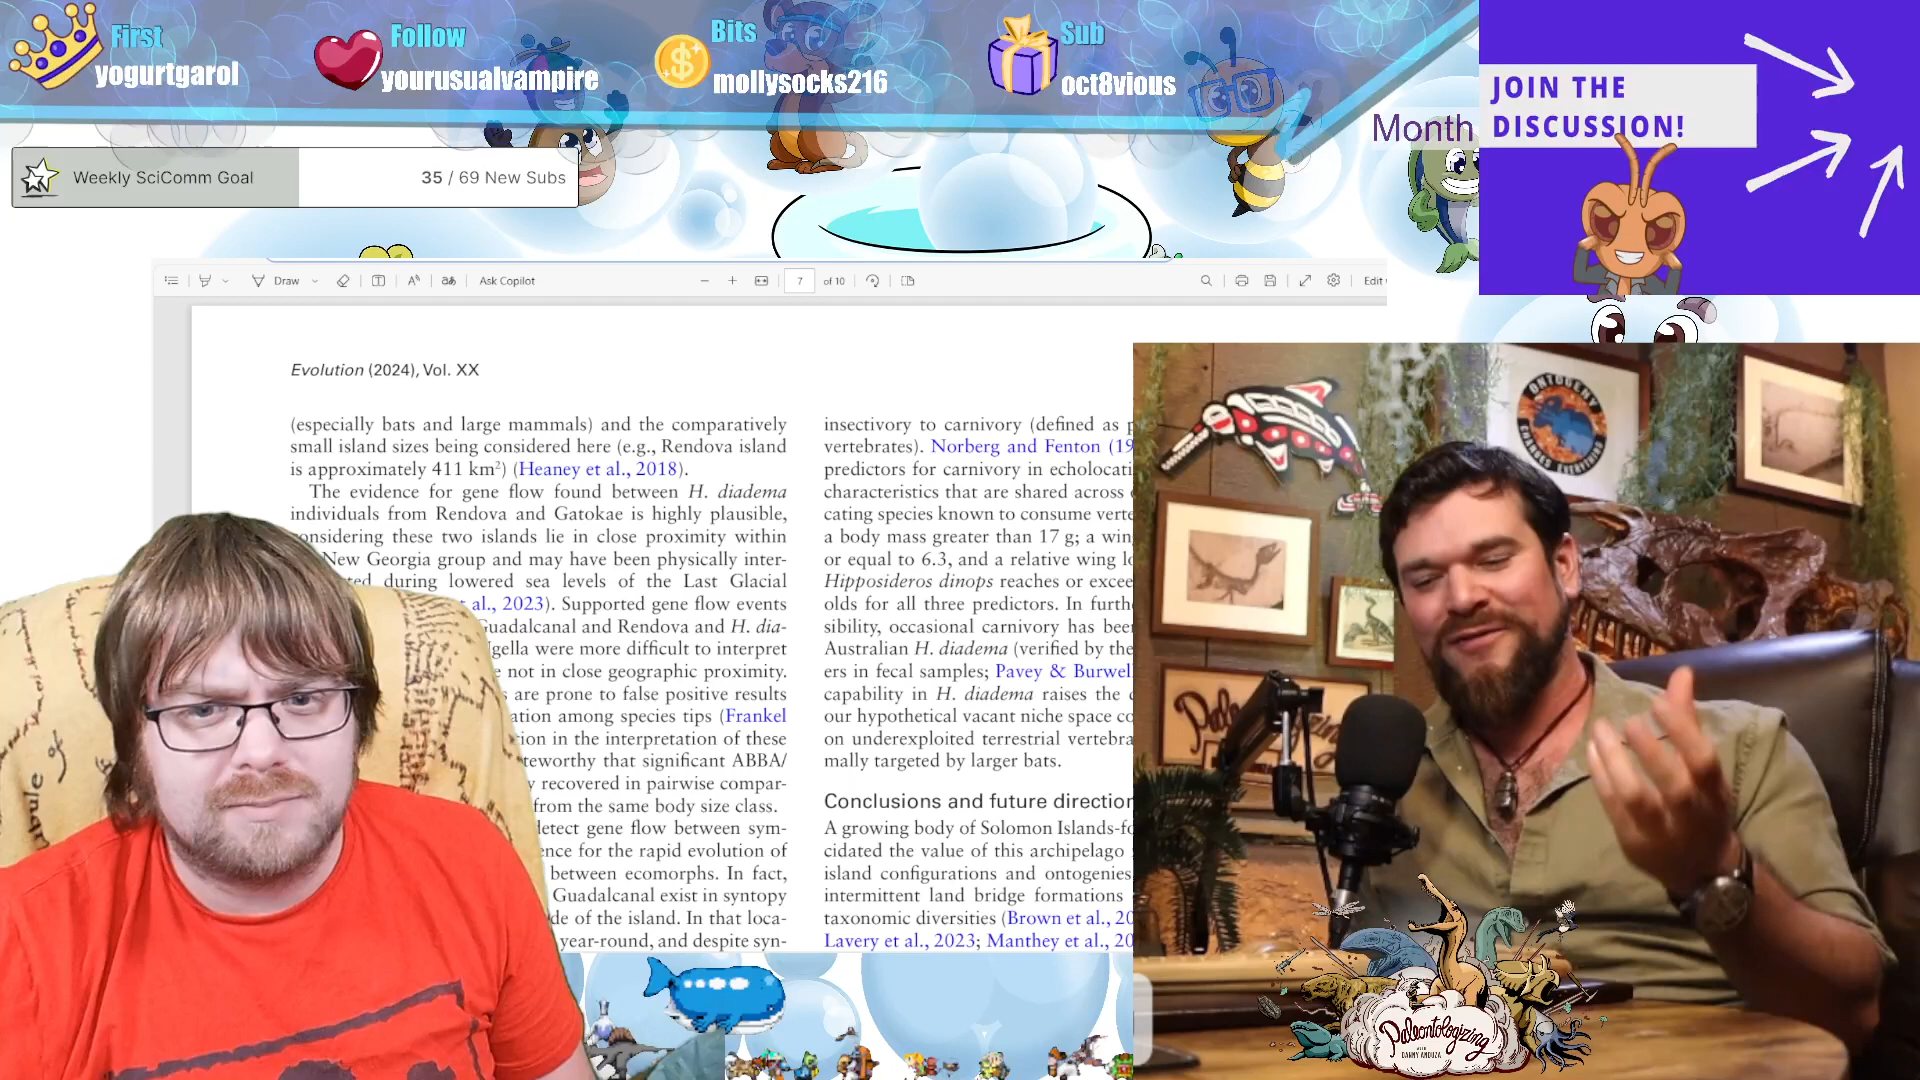 First
yogurtgarol
Follow
yourusualvampire
Bits
mollysocks216
Sub
oct8vious
Month
JOIN THE
DISCUSSION!
Weekly SciComm Goal
35 / 69 New Subs
Draw
Ask Copilot
7 of 10
Edit
Evolution (2024), Vol. XX
(especially bats and large mammals) and the comparatively
small island sizes being considered here (e.g., Rendova island
is approximately 411 km²) (Heaney et al., 2018).
The evidence for gene flow found between H. diadema
individuals from Rendova and Gatokae is highly plausible,
onsidering these two islands lie in close proximity within
New Georgia group and may have been physically inter-
ted during lowered sea levels of the Last Glacial
t al., 2023). Supported gene flow events
Guadalcanal and Rendova and H. dia-
gella were more difficult to interpret
e not in close geographic proximity.
s are prone to false positive results
ation among species tips (Frankel
ion in the interpretation of these
teworthy that significant ABBA/
y recovered in pairwise compar-
from the same body size class.
detect gene flow between sym-
ence for the rapid evolution of
between ecomorphs. In fact,
Guadalcanal exist in syntopy
de of the island. In that loca-
year-round, and despite syn-
insectivory to carnivory (defined as p
vertebrates). Norberg and Fenton (19
predictors for carnivory in echolocati
characteristics that are shared across
cating species known to consume verte
a body mass greater than 17 g; a win
or equal to 6.3, and a relative wing lo
Hipposideros dinops reaches or excee
olds for all three predictors. In furth
sibility, occasional carnivory has bee
Australian H. diadema (verified by the
ers in fecal samples; Pavey & Burwel
capability in H. diadema raises the
our hypothetical vacant niche space co
on underexploited terrestrial vertebra
mally targeted by larger bats.
Conclusions and future direction
A growing body of Solomon Islands-fo
cidated the value of this archipelago
island configurations and ontogenies
intermittent land bridge formations
taxonomic diversities (Brown et al., 20
Lavery et al., 2023; Manthey et al., 20
ONTOGENY
CHANGES EVERYTHING
Paleontologizing
WITH
DANNY ANDUZA